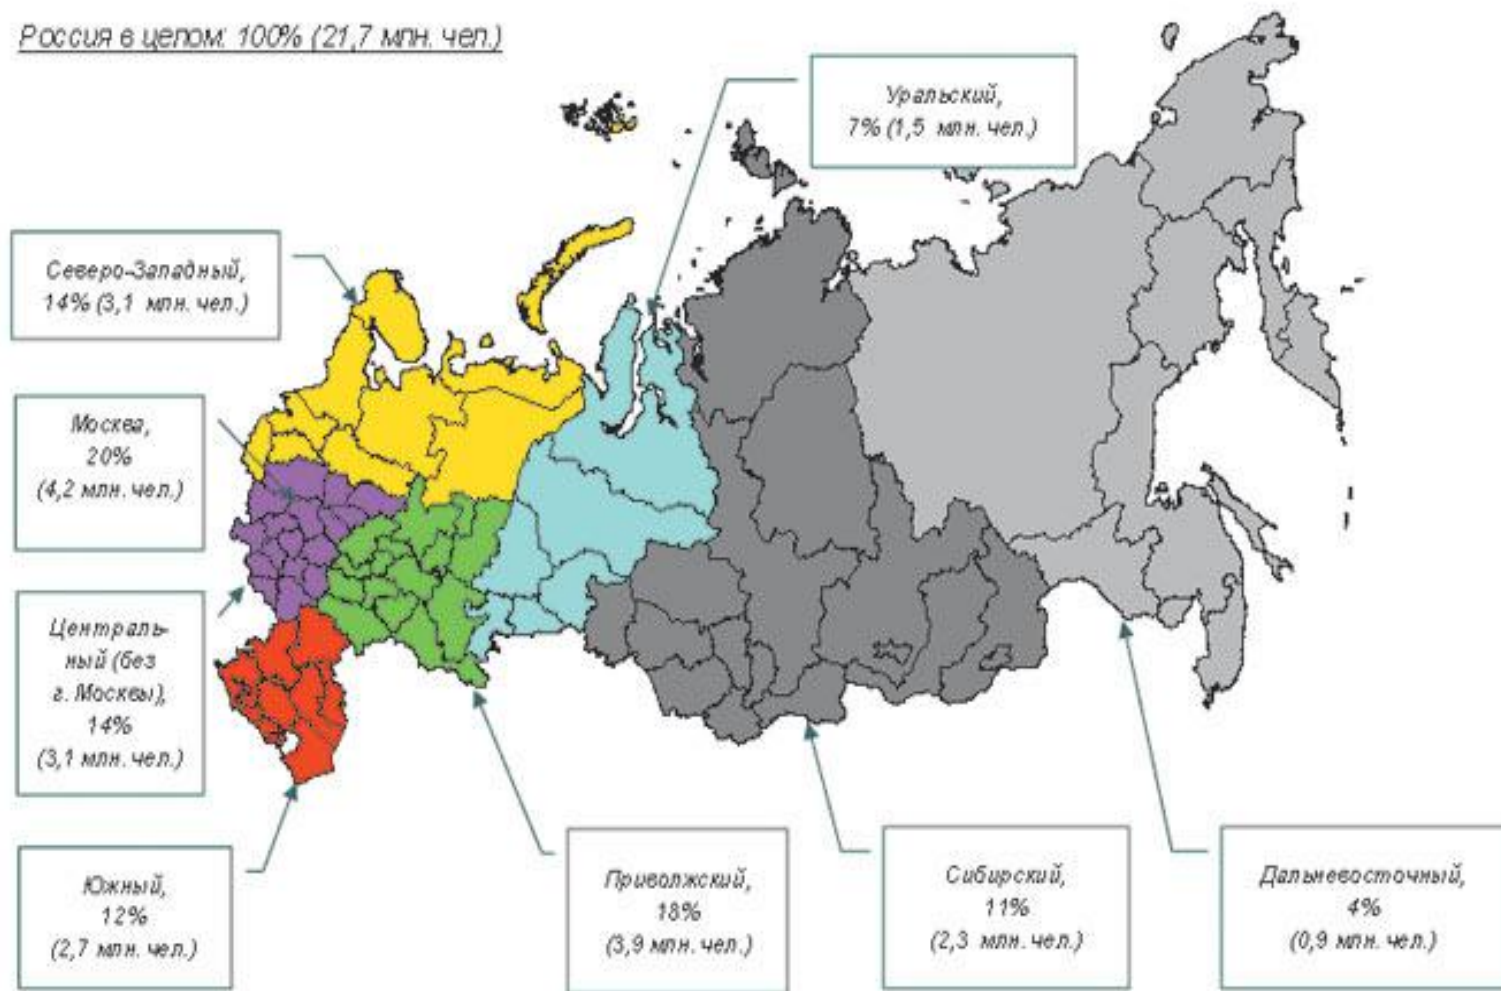 Россия в целом: 100% (21,7 млн. чел.)
Уральский,
7% (1,5 млн. чел.)
Северо-Западный,
14% (3,1 млн. чел.)
Москва,
20%
(4,2 млн. чел.)
Централь-
ный (без
г. Москвы),
14%
(3,1 млн. чел.)
Южный,
12%
(2,7 млн. чел.)
Приволжский,
18%
(3,9 млн. чел.)
Сибирский,
11%
(2,3 млн. чел.)
Дальневосточный,
4%
(0,9 млн. чел.)